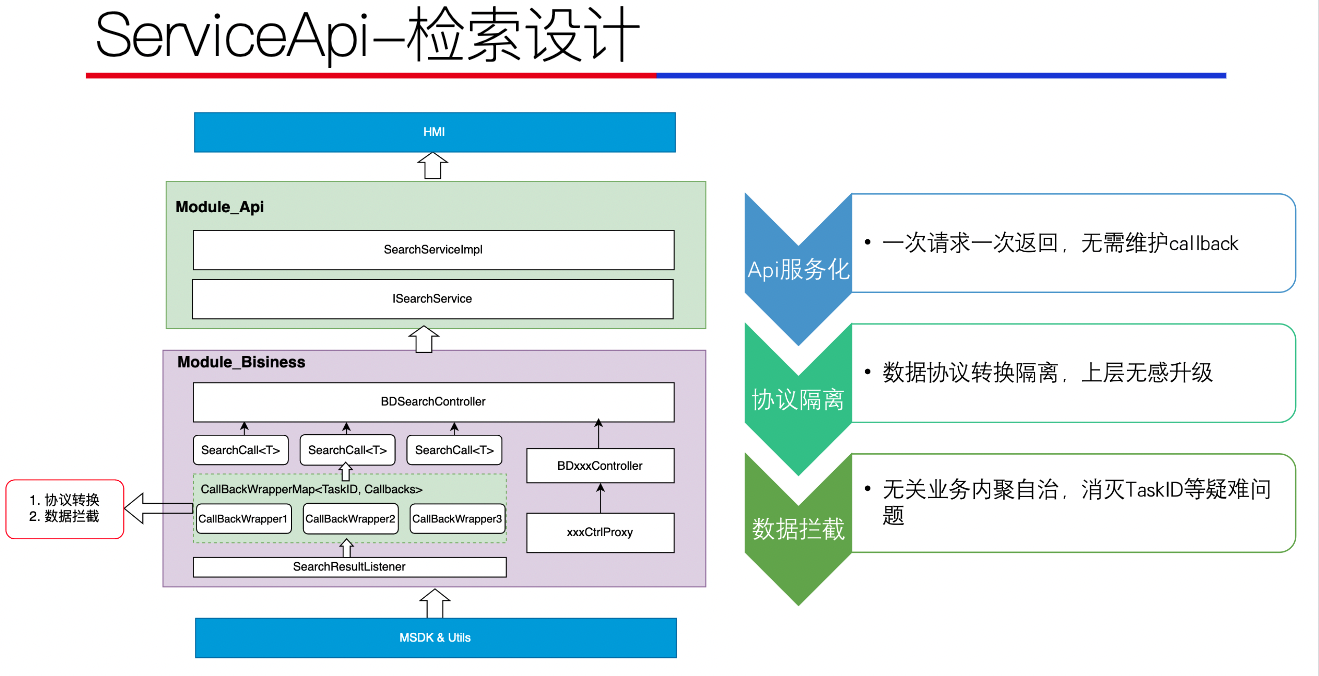 ServiceApi-检索设计
HMI
Module_Api
SearchServiceImpl
ISearchService
Module_Bisiness
BDSearchController
SearchCall<T>
SearchCall<T>
SearchCall<T>
BDxxxController
CallBackWrapperMap<TaskID, Callbacks>
CallBackWrapper1
CallBackWrapper2
CallBackWrapper3
xxxCtrlProxy
SearchResultListener
MSDK & Utils
1. 协议转换
2. 数据拦截
Api服务化
• 一次请求一次返回，无需维护callback
协议隔离
• 数据协议转换隔离，上层无感升级
数据拦截
• 无关业务内聚自治，消灭TaskID等疑难问
题